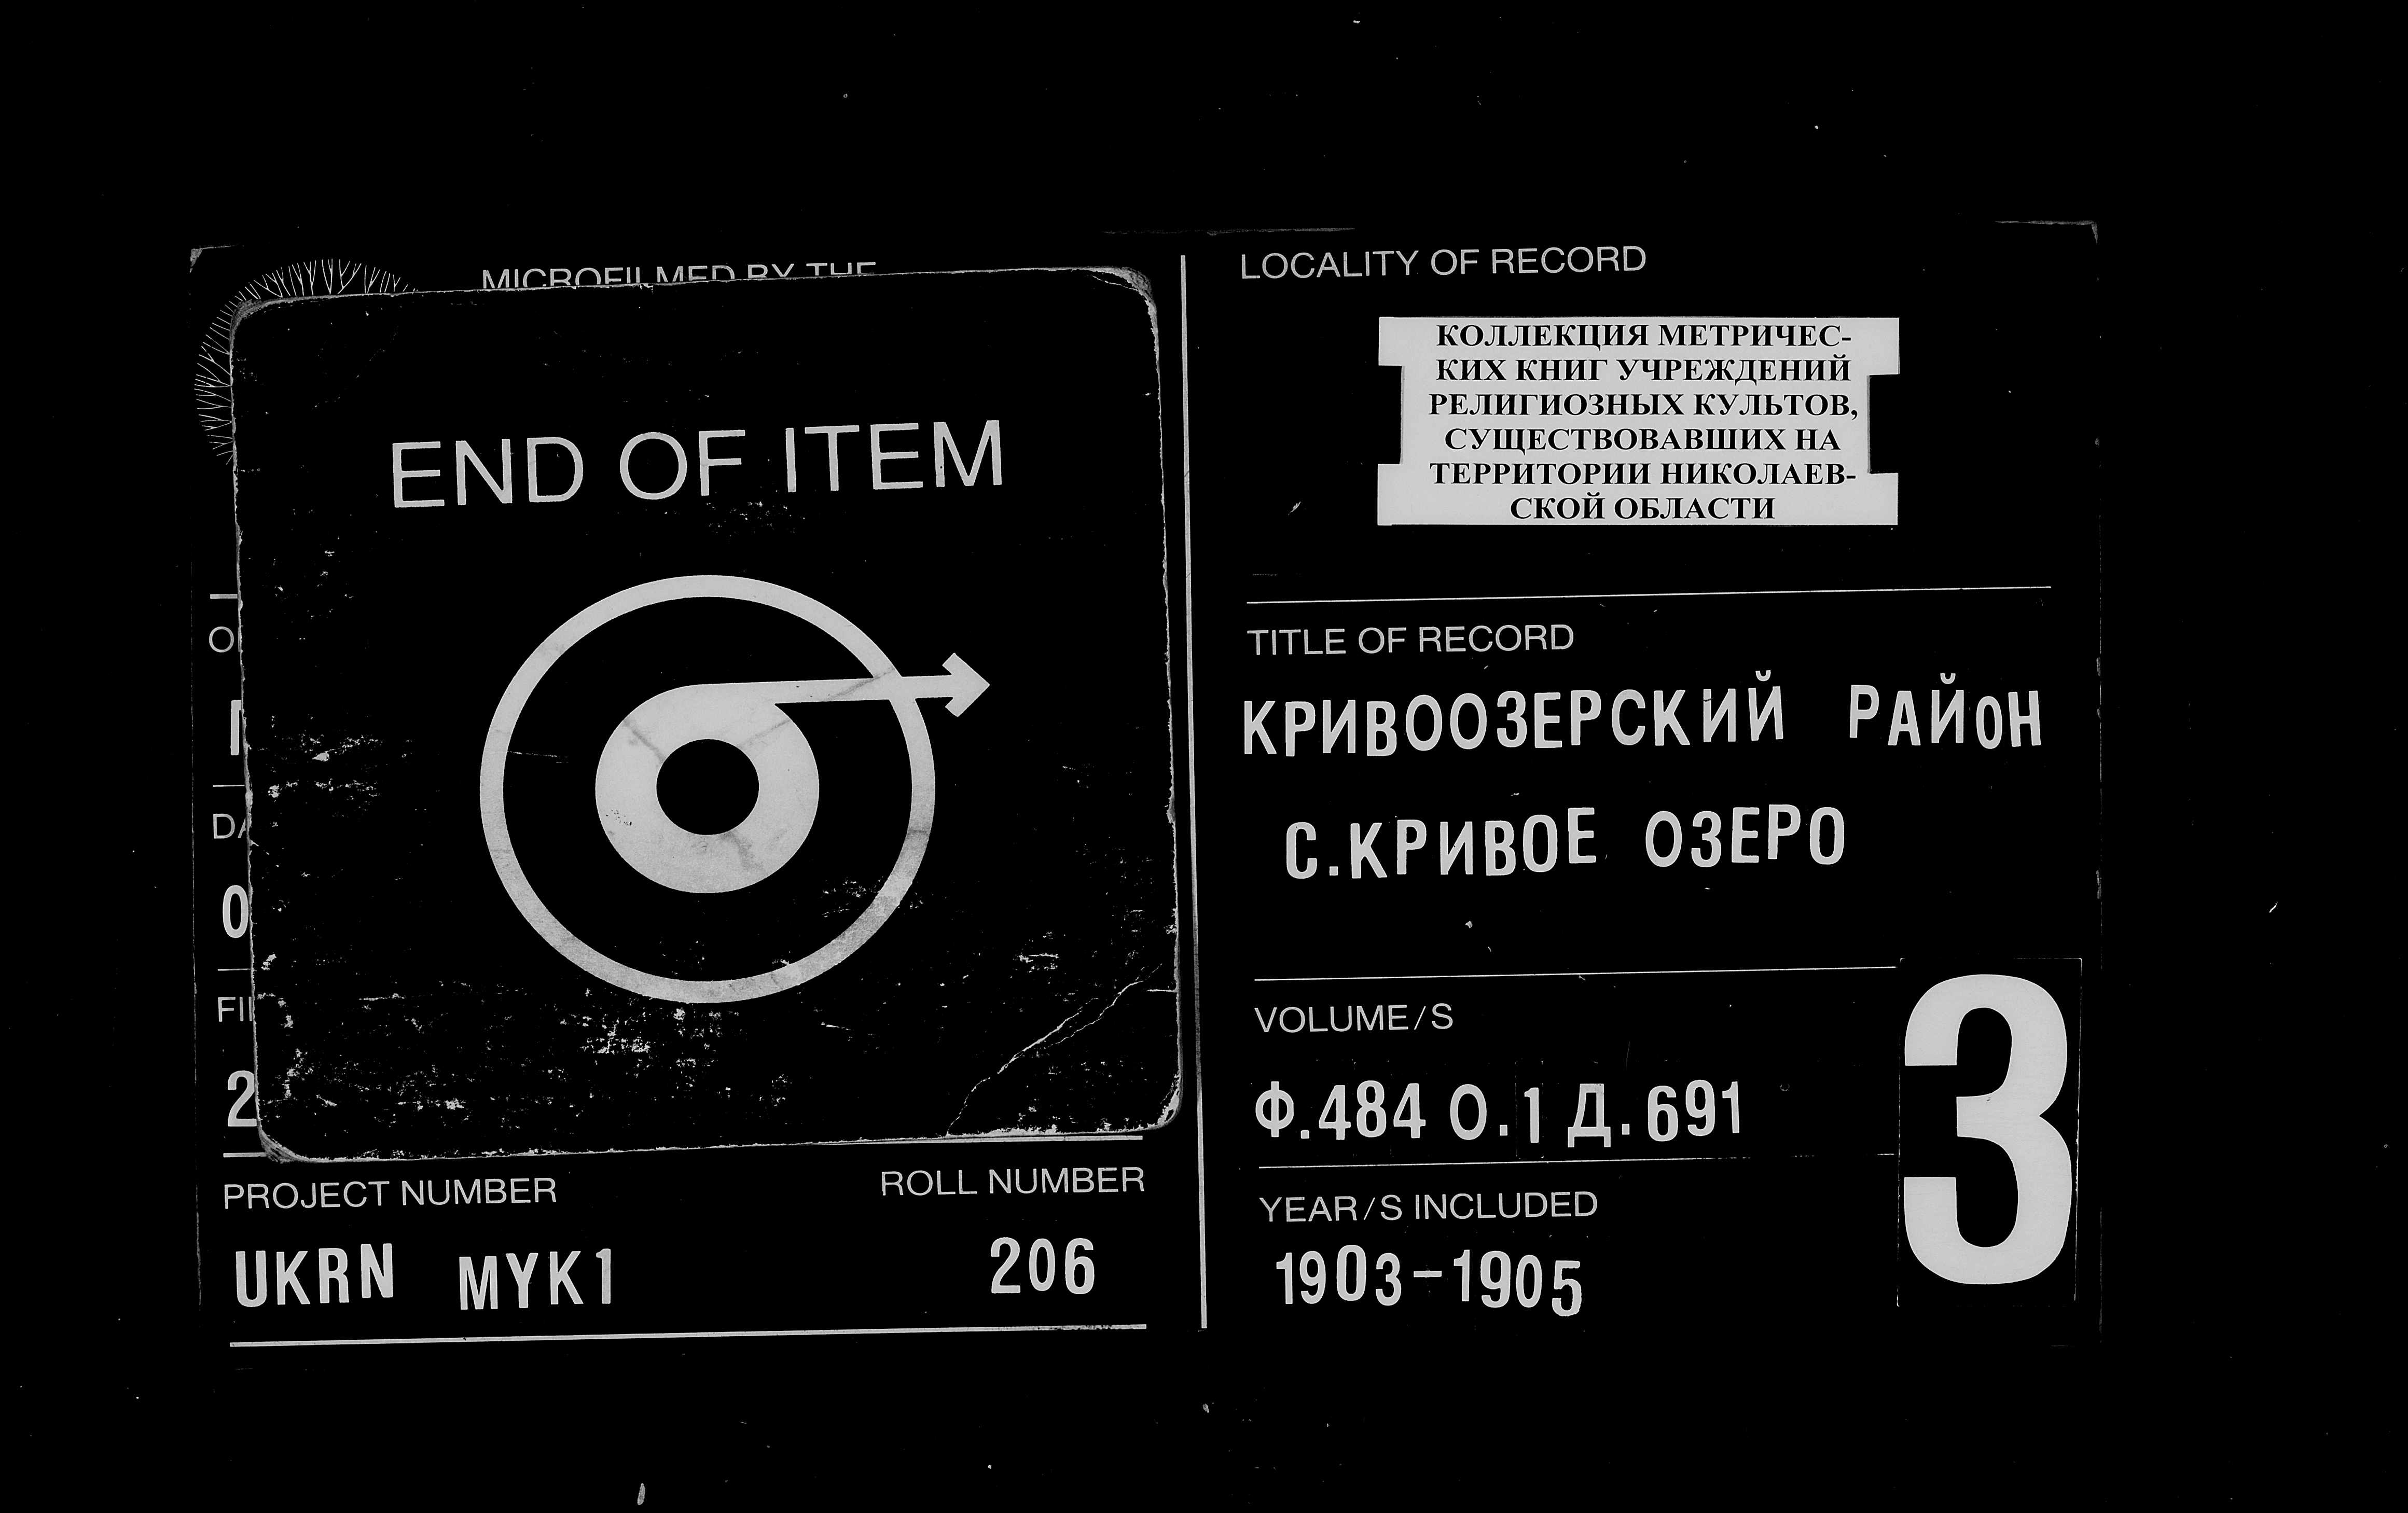 MICROFILMED BY THE
END OF ITEM
PROJECT NUMBER
ROLL NUMBER
UKRN MYK1
206
LOCALITY OF RECORD
КОЛЛЕКЦИЯ МЕТРИЧЕС-
КИХ КНИГ УЧРЕЖДЕНИЙ
РЕЛИГИОЗНЫХ КУЛЬТОВ,
СУЩЕСТВОВАВШИХ НА
ТЕРРИТОРИИ НИКОЛАЕВ-
СКОЙ ОБЛАСТИ
TITLE OF RECORD
КРИВООЗЕРСКИЙ РАЙОН
С.КРИВОЕ ОЗЕРО
VOLUME/S
Ф.484 О.1 Д.691
YEAR/S INCLUDED
1903-1905
3